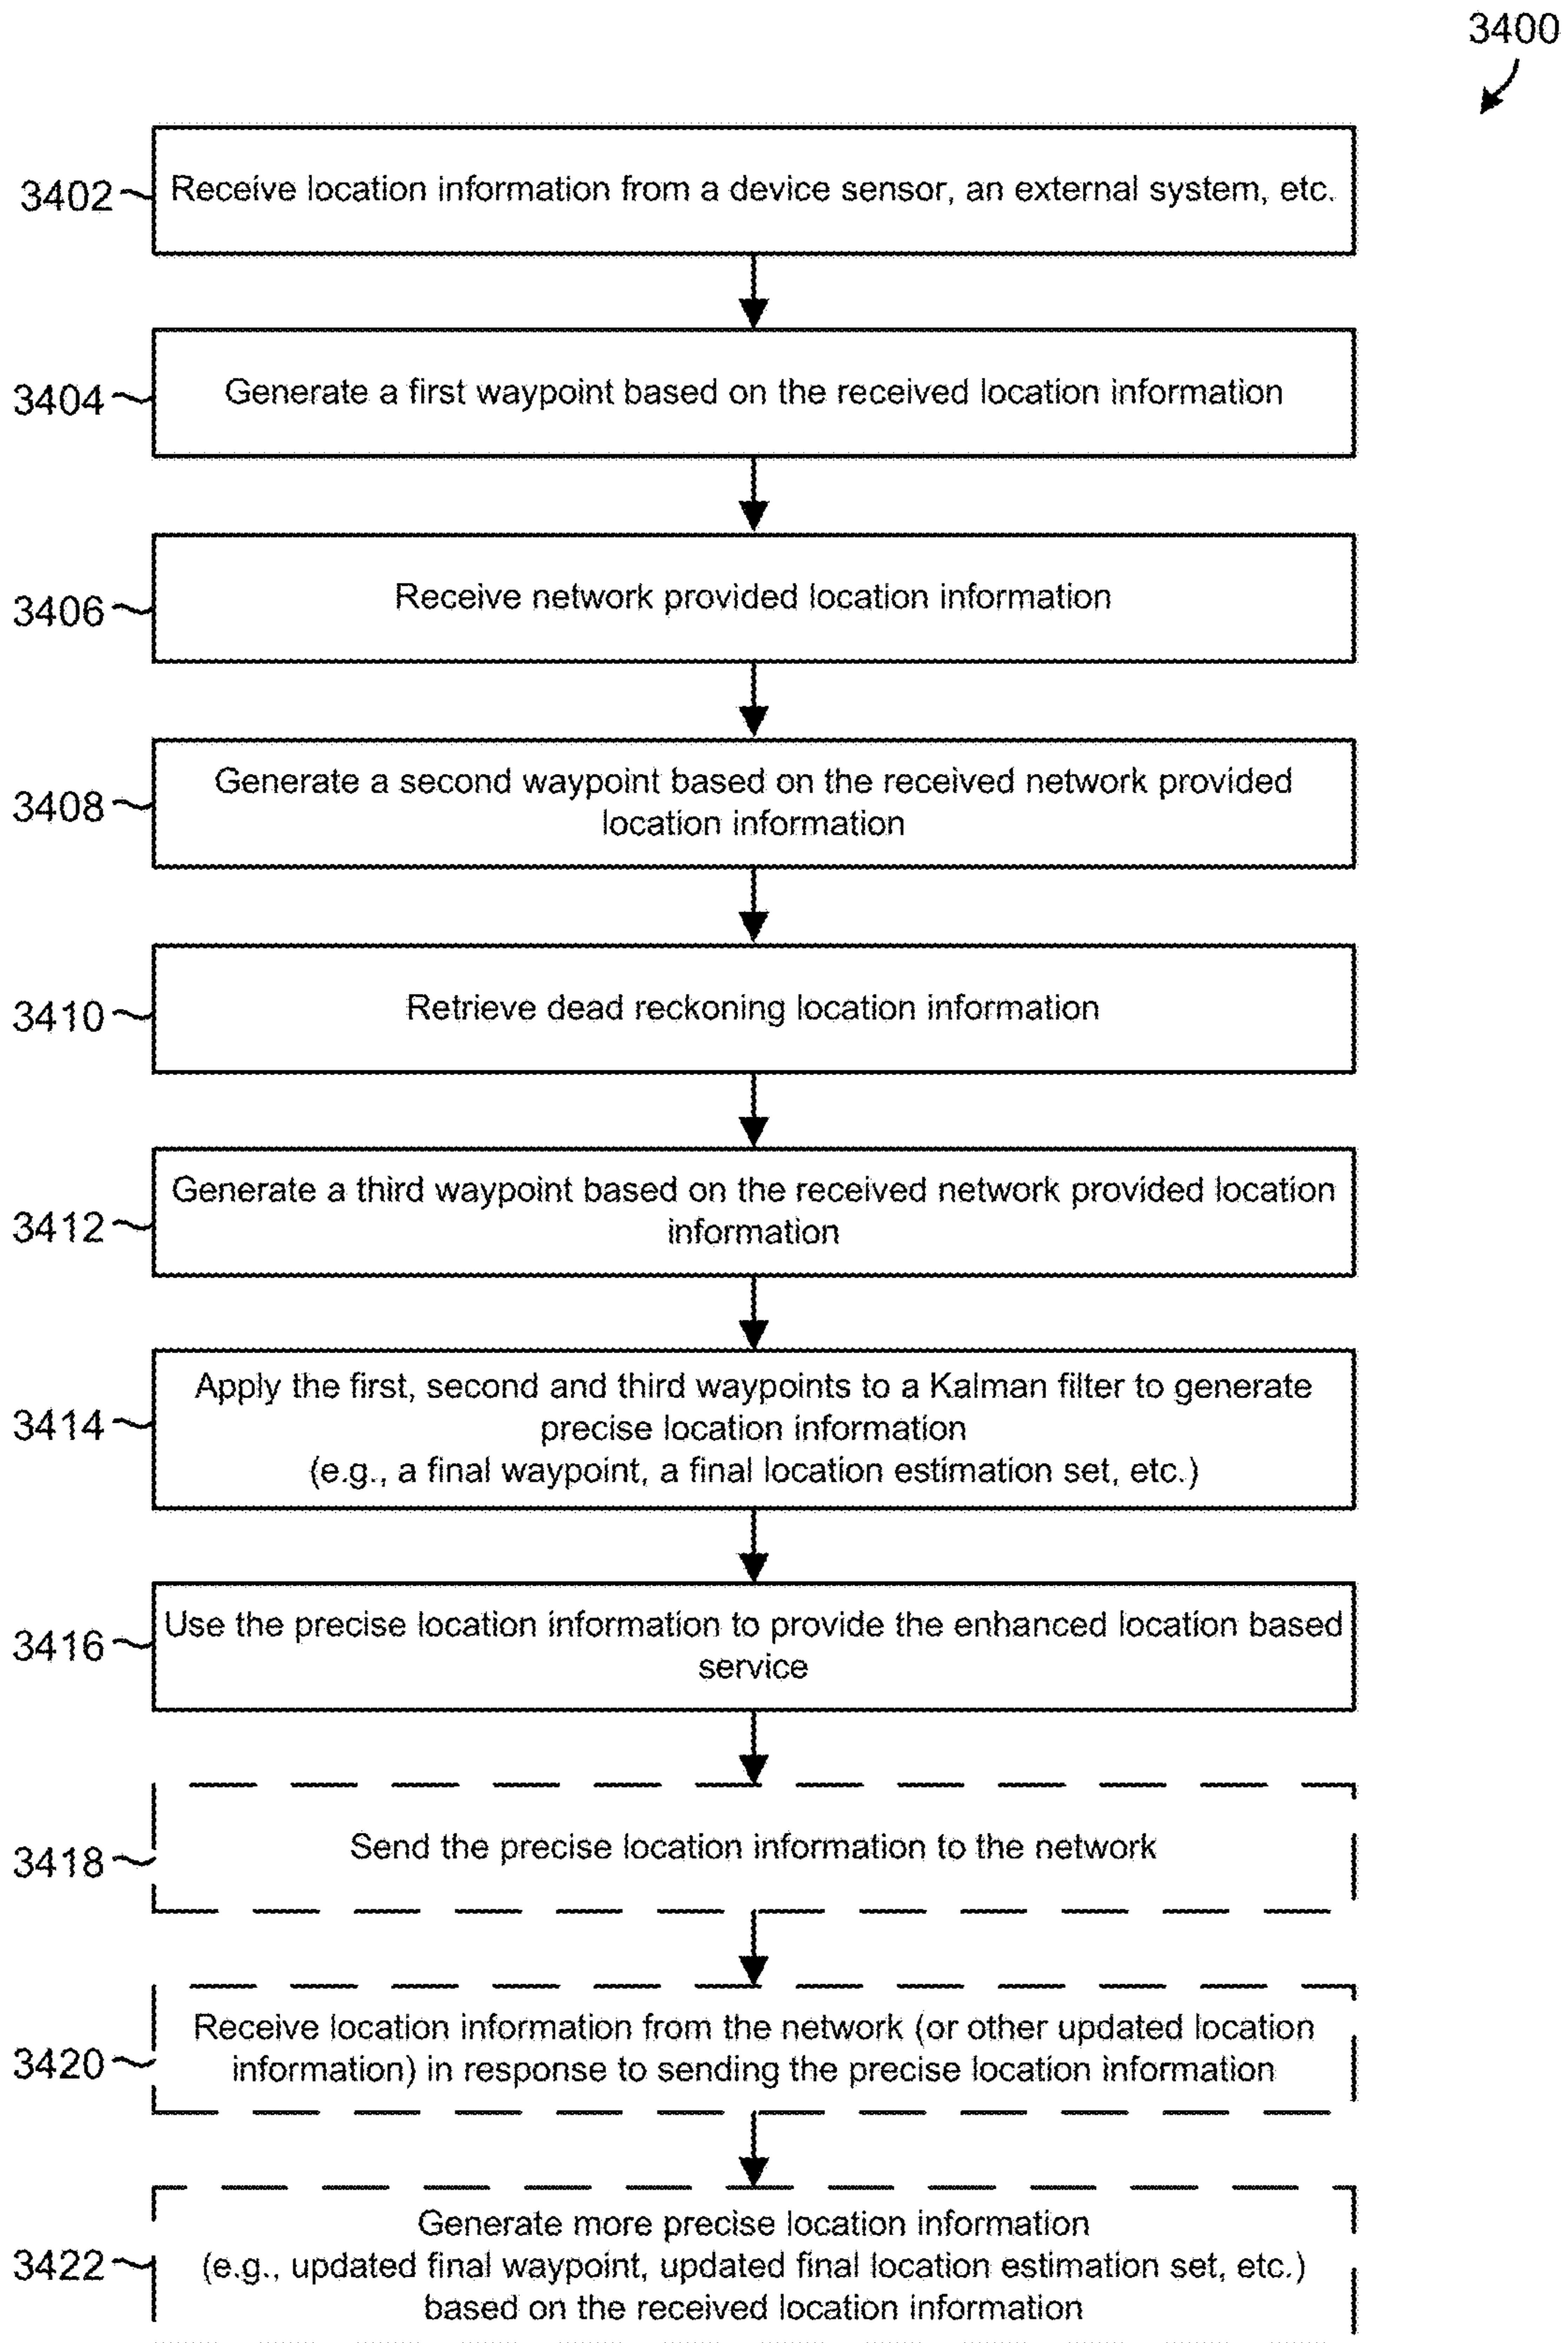 3400
3402
Receive location information from a device sensor, an external system, etc.
3404
Generate a first waypoint based on the received location information
3406
Receive network provided location information
3408
Generate a second waypoint based on the received network provided
location information
3410
Retrieve dead reckoning location information
3412
Generate a third waypoint based on the received network provided location
information
3414
Apply the first, second and third waypoints to a Kalman filter to generate
precise location information
(e.g., a final waypoint, a final location estimation set, etc.)
3416
Use the precise location information to provide the enhanced location based
service
3418
Send the precise location information to the network
3420
Receive location information from the network (or other updated location
information) in response to sending the precise location information
3422
Generate more precise location information
(e.g., updated final waypoint, updated final location estimation set, etc.)
based on the received location information